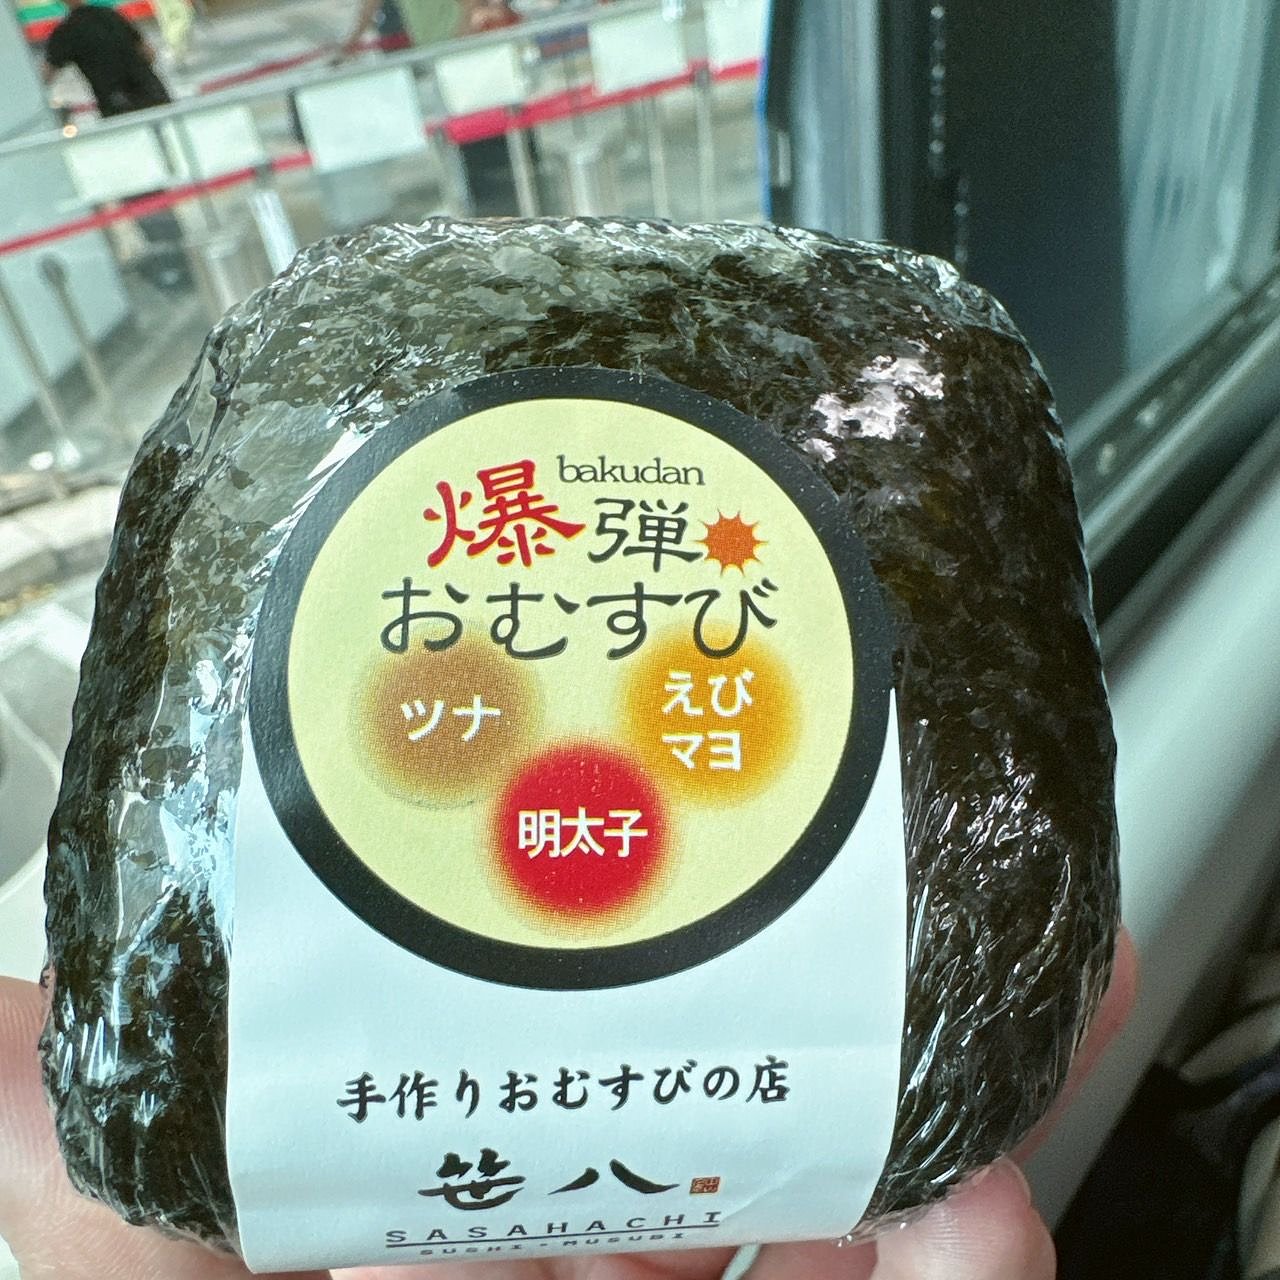 bakudan
爆弾
おむすび
ツナ
えび
マヨ
明太子
手作りおむすびの店
笹八
SASAHACHI
SUSHI - MUSUBI